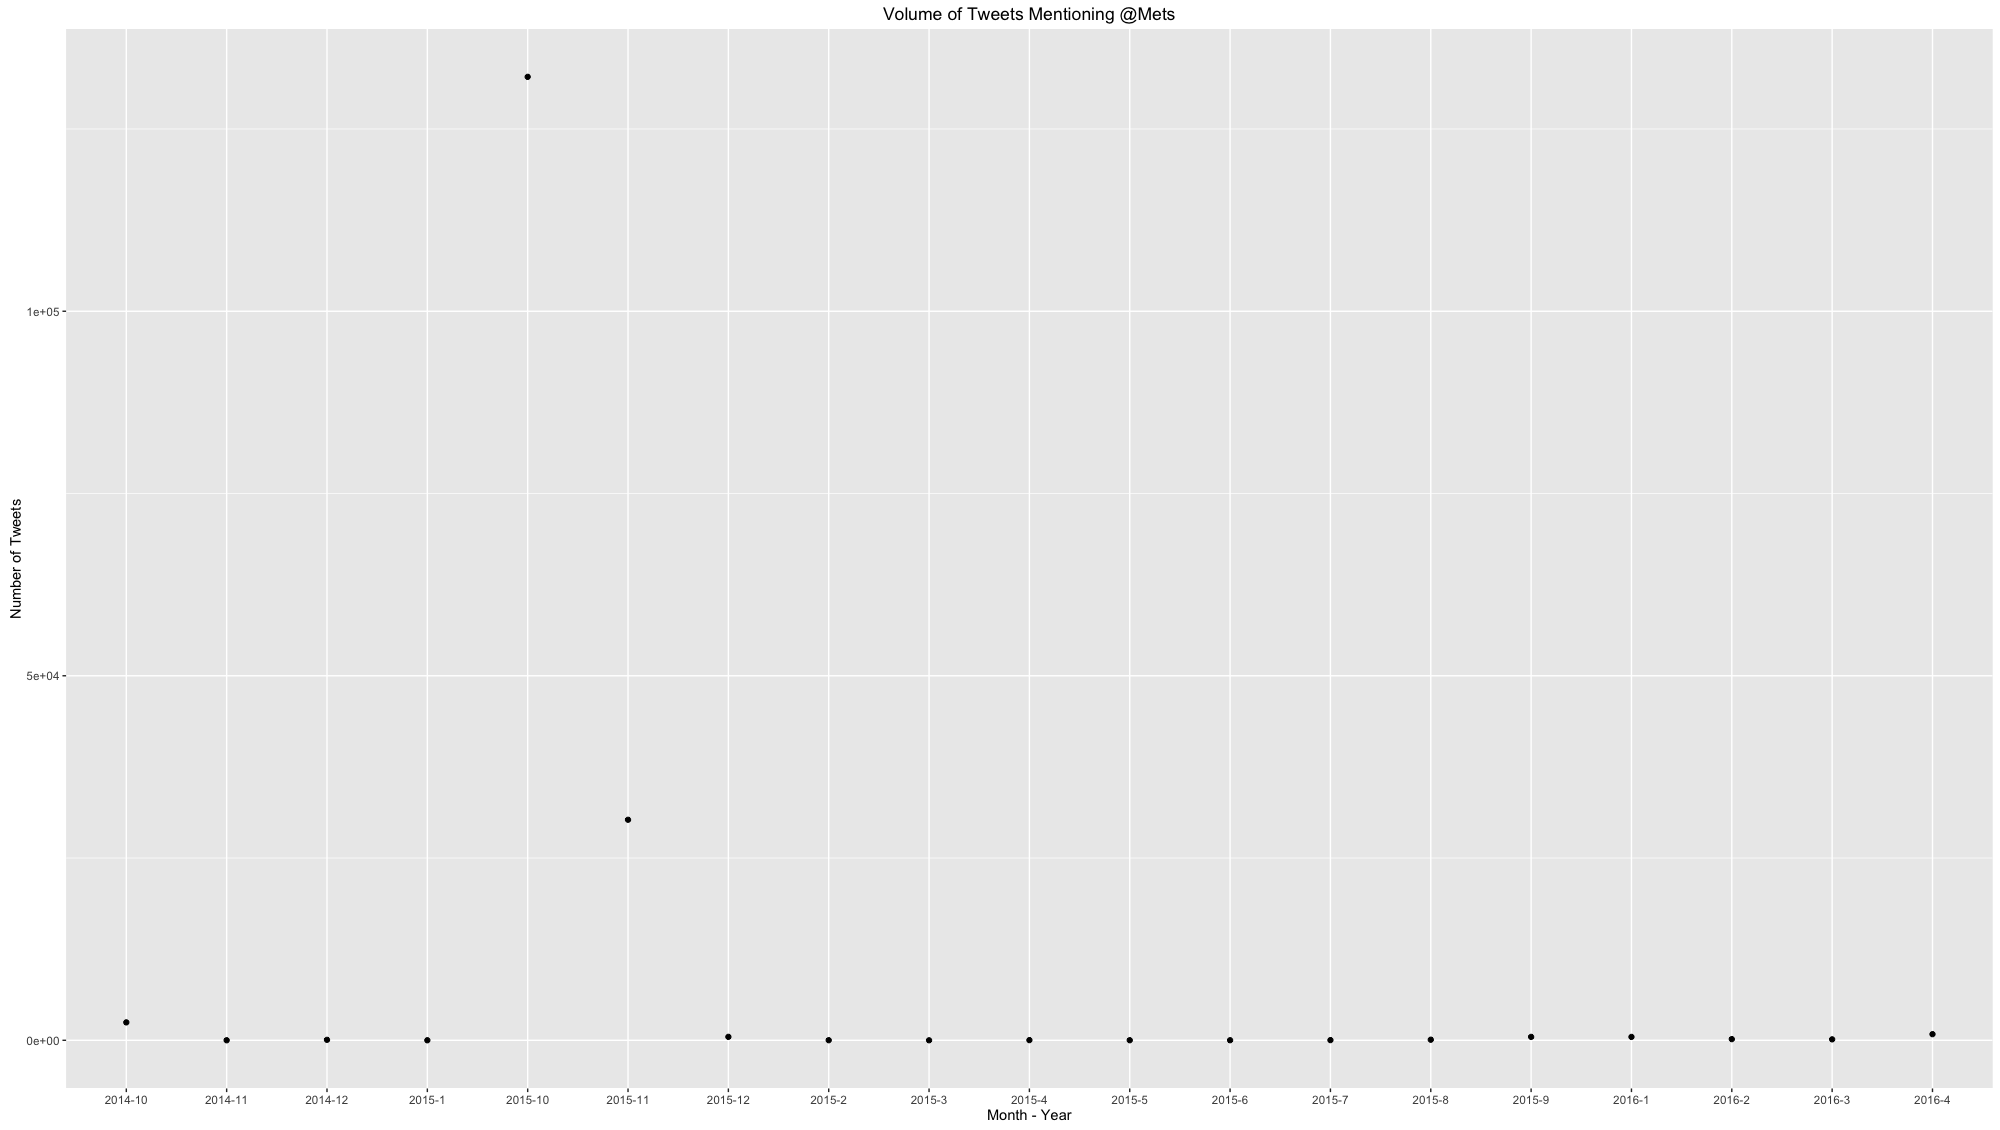 Volume of Tweets Mentioning @Mets
Number of Tweets
1e+05
5e+04
0e+00
2014-10 2014-11 2014-12 2015-1 2015-10 2015-11 2015-12 2015-2 2015-3 2015-4 2015-5 2015-6 2015-7 2015-8 2015-9 2016-1 2016-2 2016-3 2016-4
Month - Year